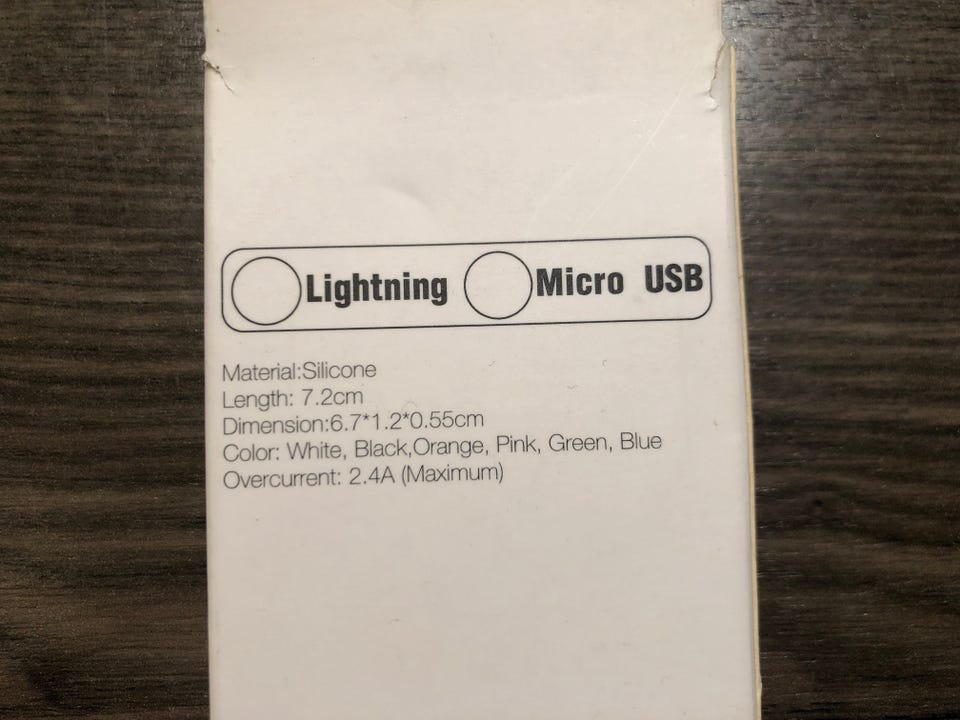 Lightning Micro USB
Material:Silicone
Length: 7.2cm
Dimension:6.7*1.2*0.55cm
Color: White, Black,Orange, Pink, Green, Blue
Overcurrent: 2.4A (Maximum)